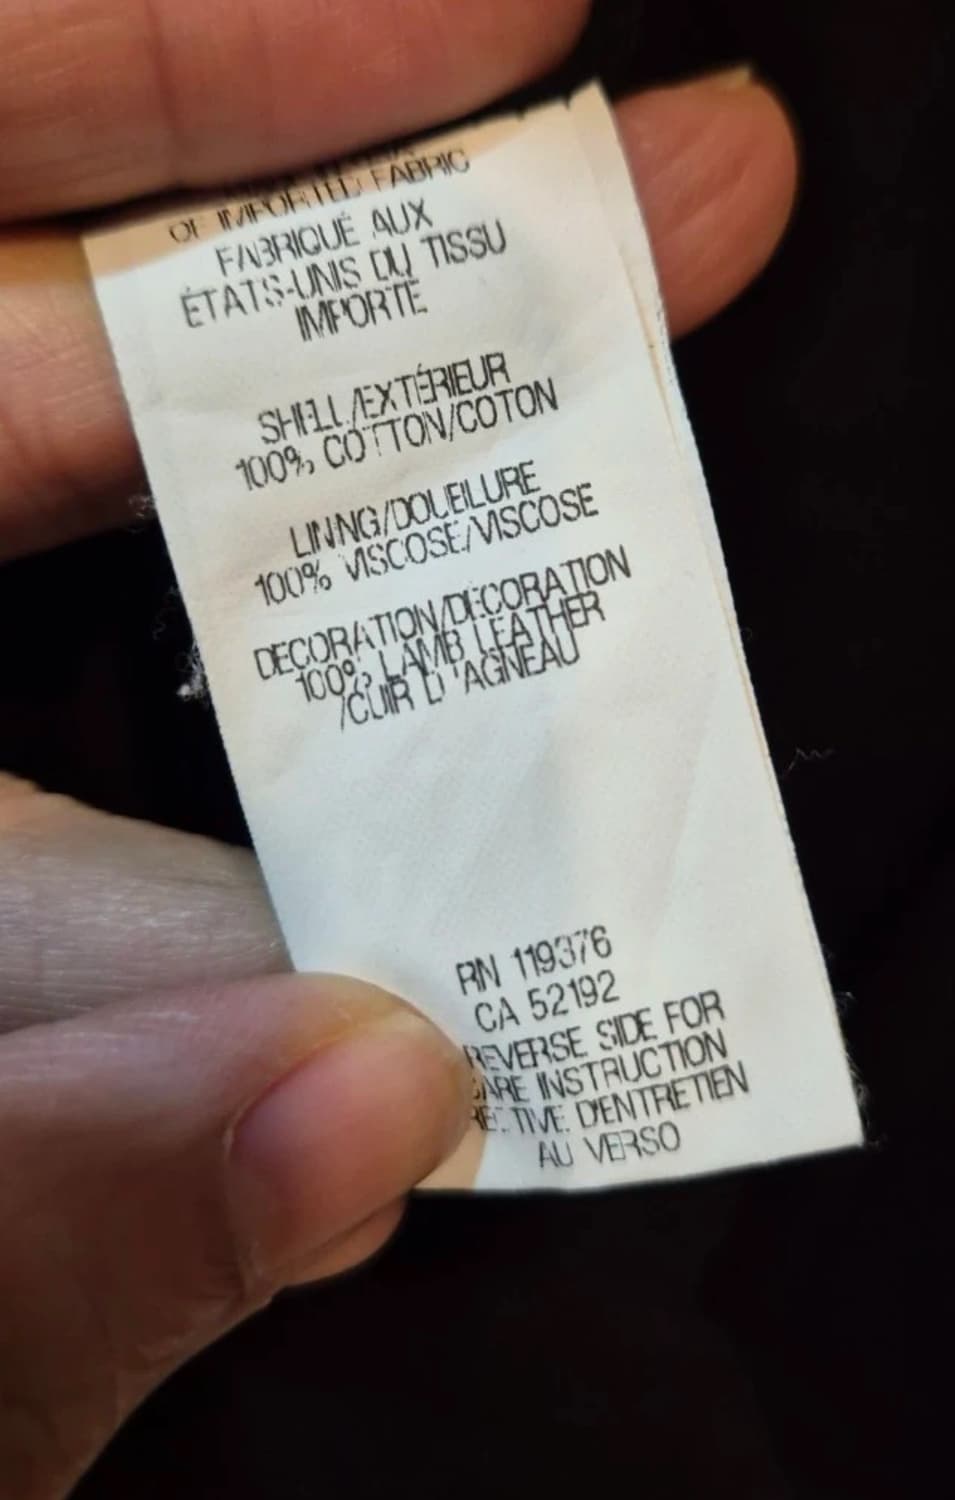 OF IMPORTED FABRIC
FABRIQUÉ AUX
ÉTATS-UNIS DU TISSU
IMPORTÉ
SHELL/EXTÉRIEUR
100% COTTON/COTON
LINING/DOUBLURE
100% VISCOSE/VISCOSE
DECORATION/DÉCORATION
100% LAMB LEATHER
/CUIR D'AGNEAU
RN 119376
CA 52192
REVERSE SIDE FOR
CARE INSTRUCTION
D'ENTRETIEN
AU VERSO